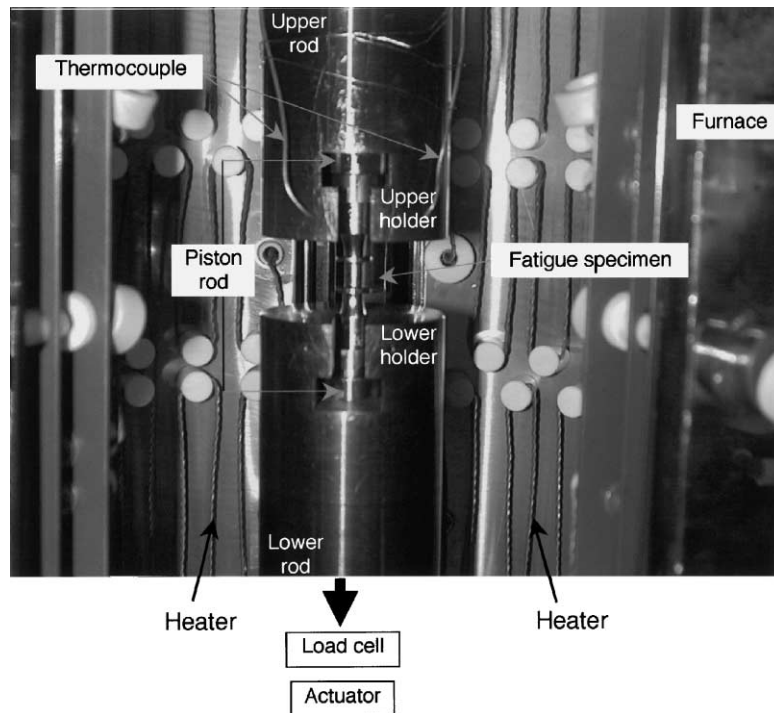 Upper
rod
Thermocouple
Furnace
Upper
holder
Piston
rod
Fatigue specimen
Lower
holder
Lower
rod
Heater
Heater
Load cell
Actuator